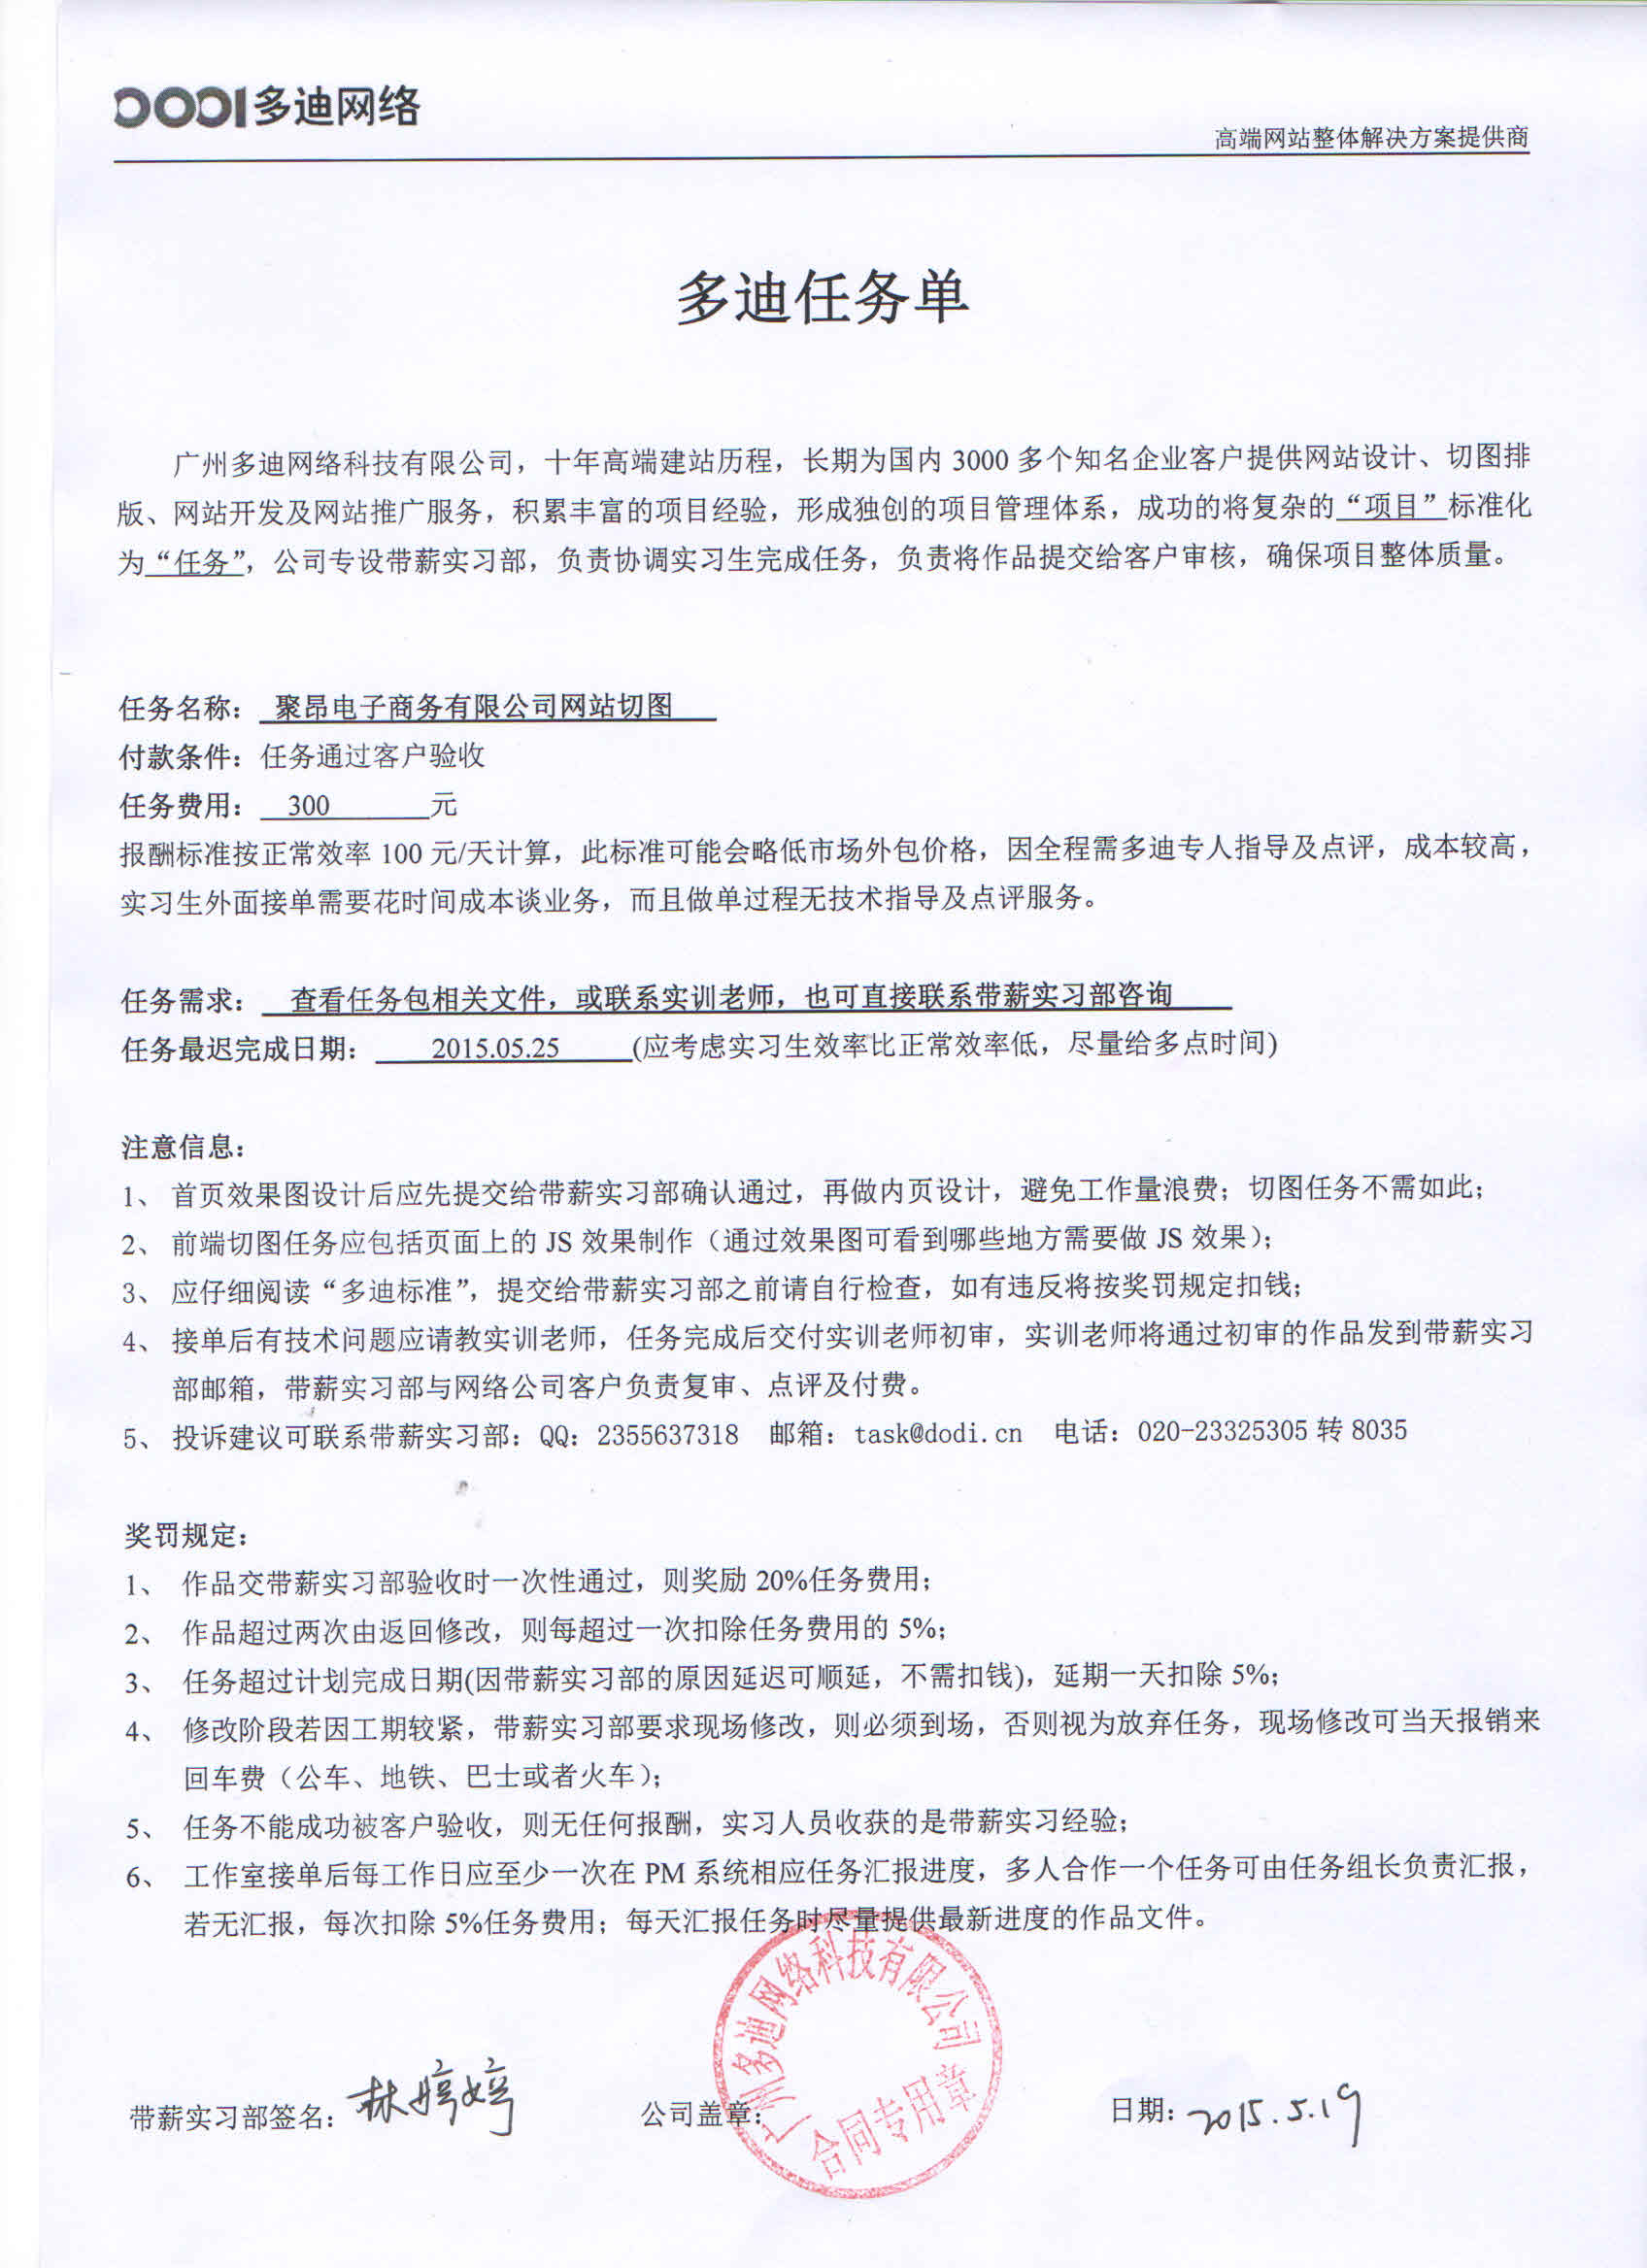 DODI多迪网络
高端网站整体解决方案提供商
多迪任务单
广州多迪网络科技有限公司，十年高端建站历程，长期为国内 3000 多个知名企业客户提供网站设计、切图排
版、网站开发及网站推广服务，积累丰富的项目经验，形成独创的项目管理体系，成功的将复杂的“项目”标准化
为“任务”，公司专设带薪实习部，负责协调实习生完成任务，负责将作品提交给客户审核，确保项目整体质量。
任务名称： 聚昂电子商务有限公司网站切图
付款条件：任务通过客户验收
任务费用： 300 元
报酬标准按正常效率 100 元/天计算，此标准可能会略低市场外包价格，因全程需多迪专人指导及点评，成本较高，
实习生外面接单需要花时间成本谈业务，而且做单过程无技术指导及点评服务。
任务需求： 查看任务包相关文件，或联系实训老师，也可直接联系带薪实习部咨询
任务最迟完成日期： 2015.05.25 (应考虑实习生效率比正常效率低，尽量给多点时间)
注意信息：
1、 首页效果图设计后应先提交给带薪实习部确认通过，再做内页设计，避免工作量浪费；切图任务不需如此；
2、 前端切图任务应包括页面上的 JS 效果制作（通过效果图可看到哪些地方需要做 JS 效果）；
3、 应仔细阅读“多迪标准”，提交给带薪实习部之前请自行检查，如有违反将按奖罚规定扣钱；
4、 接单后有技术问题应请教实训老师，任务完成后交付实训老师初审，实训老师将通过初审的作品发到带薪实习
部邮箱，带薪实习部与网络公司客户负责复审、点评及付费。
5、 投诉建议可联系带薪实习部：QQ：2355637318 邮箱：task@dodi.cn 电话：020-23325305 转 8035
奖罚规定：
1、 作品交带薪实习部验收时一次性通过，则奖励 20%任务费用；
2、 作品超过两次由返回修改，则每超过一次扣除任务费用的 5%；
3、 任务超过计划完成日期(因带薪实习部的原因延迟可顺延，不需扣钱)，延期一天扣除 5%；
4、 修改阶段若因工期较紧，带薪实习部要求现场修改，则必须到场，否则视为放弃任务，现场修改可当天报销来
回车费（公车、地铁、巴士或者火车）；
5、 任务不能成功被客户验收，则无任何报酬，实习人员收获的是带薪实习经验；
6、 工作室接单后每工作日应至少一次在 PM 系统相应任务汇报进度，多人合作一个任务可由任务组长负责汇报，
若无汇报，每次扣除 5%任务费用；每天汇报任务时尽量提供最新进度的作品文件。
广州多迪网络科技有限公司
合同专用章
带薪实习部签名：林婷婷
公司盖章：
日期：2015.5.19